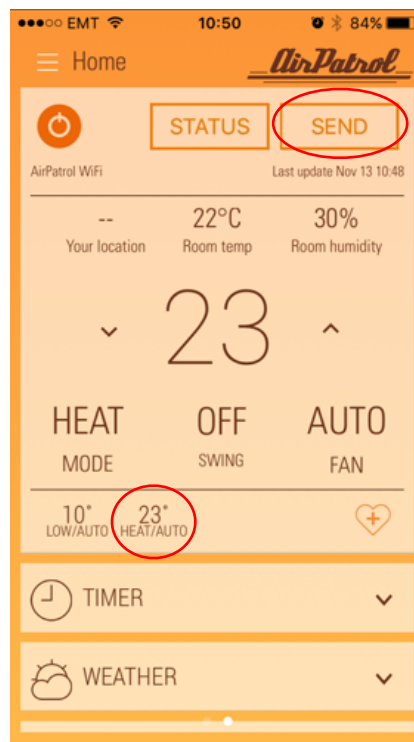 EMT 10:50 84%
Home AirPatrol
STATUS SEND
AirPatrol WiFi Last update Nov 13 10:48
-- 22°C 30%
Your location Room temp Room humidity
23
HEAT OFF AUTO
MODE SWING FAN
10° 23°
LOW/AUTO HEAT/AUTO
TIMER
WEATHER